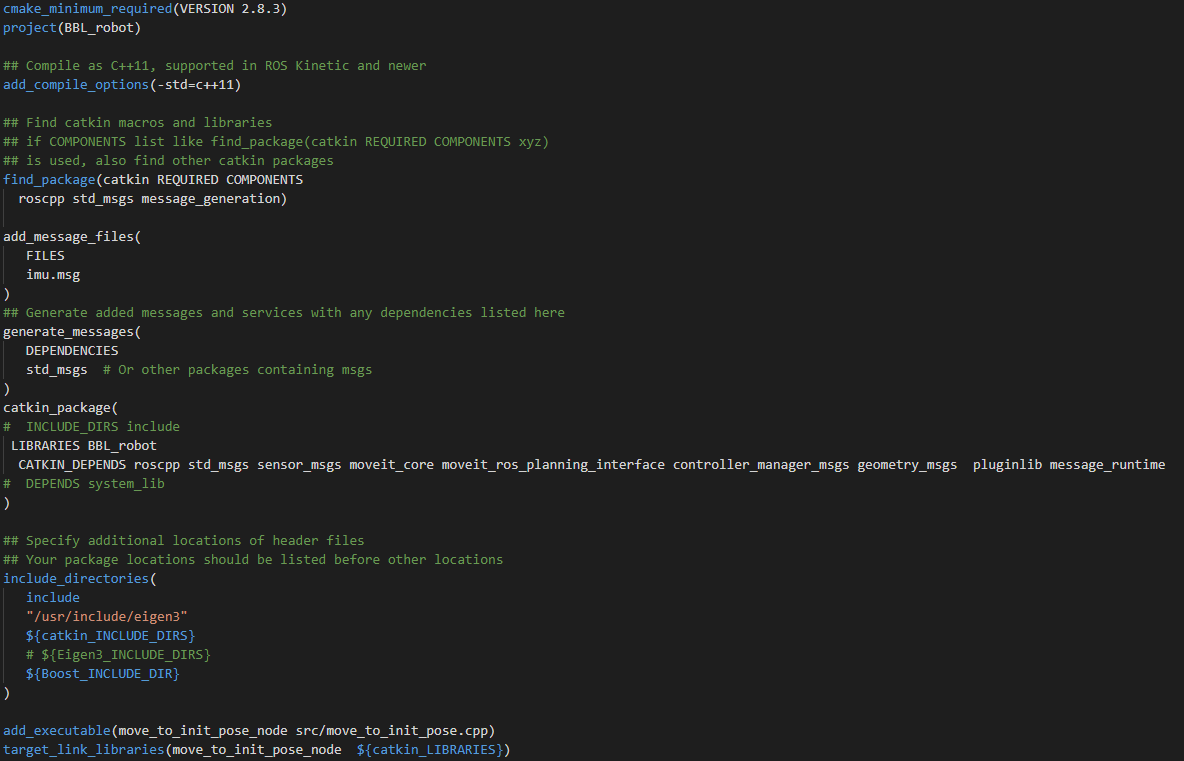 cmake_minimum_required(VERSION 2.8.3)
project(BBL_robot)

## Compile as C++11, supported in ROS Kinetic and newer
add_compile_options(-std=c++11)

## Find catkin macros and libraries
## if COMPONENTS list like find_package(catkin REQUIRED COMPONENTS xyz)
## is used, also find other catkin packages
find_package(catkin REQUIRED COMPONENTS
  roscpp std_msgs message_generation)

add_message_files(
   FILES
   imu.msg
)
## Generate added messages and services with any dependencies listed here
generate_messages(
   DEPENDENCIES
   std_msgs  # Or other packages containing msgs
)
catkin_package(
#  INCLUDE_DIRS include
 LIBRARIES BBL_robot
  CATKIN_DEPENDS roscpp std_msgs sensor_msgs moveit_core moveit_ros_planning_interface controller_manager_msgs geometry_msgs  pluginlib message_runtime
#  DEPENDS system_lib
)

## Specify additional locations of header files
## Your package locations should be listed before other locations
include_directories(
   include
   "/usr/include/eigen3"
   ${catkin_INCLUDE_DIRS}
   # ${Eigen3_INCLUDE_DIRS}
   ${Boost_INCLUDE_DIR}
)

add_executable(move_to_init_pose_node src/move_to_init_pose.cpp)
target_link_libraries(move_to_init_pose_node  ${catkin_LIBRARIES})